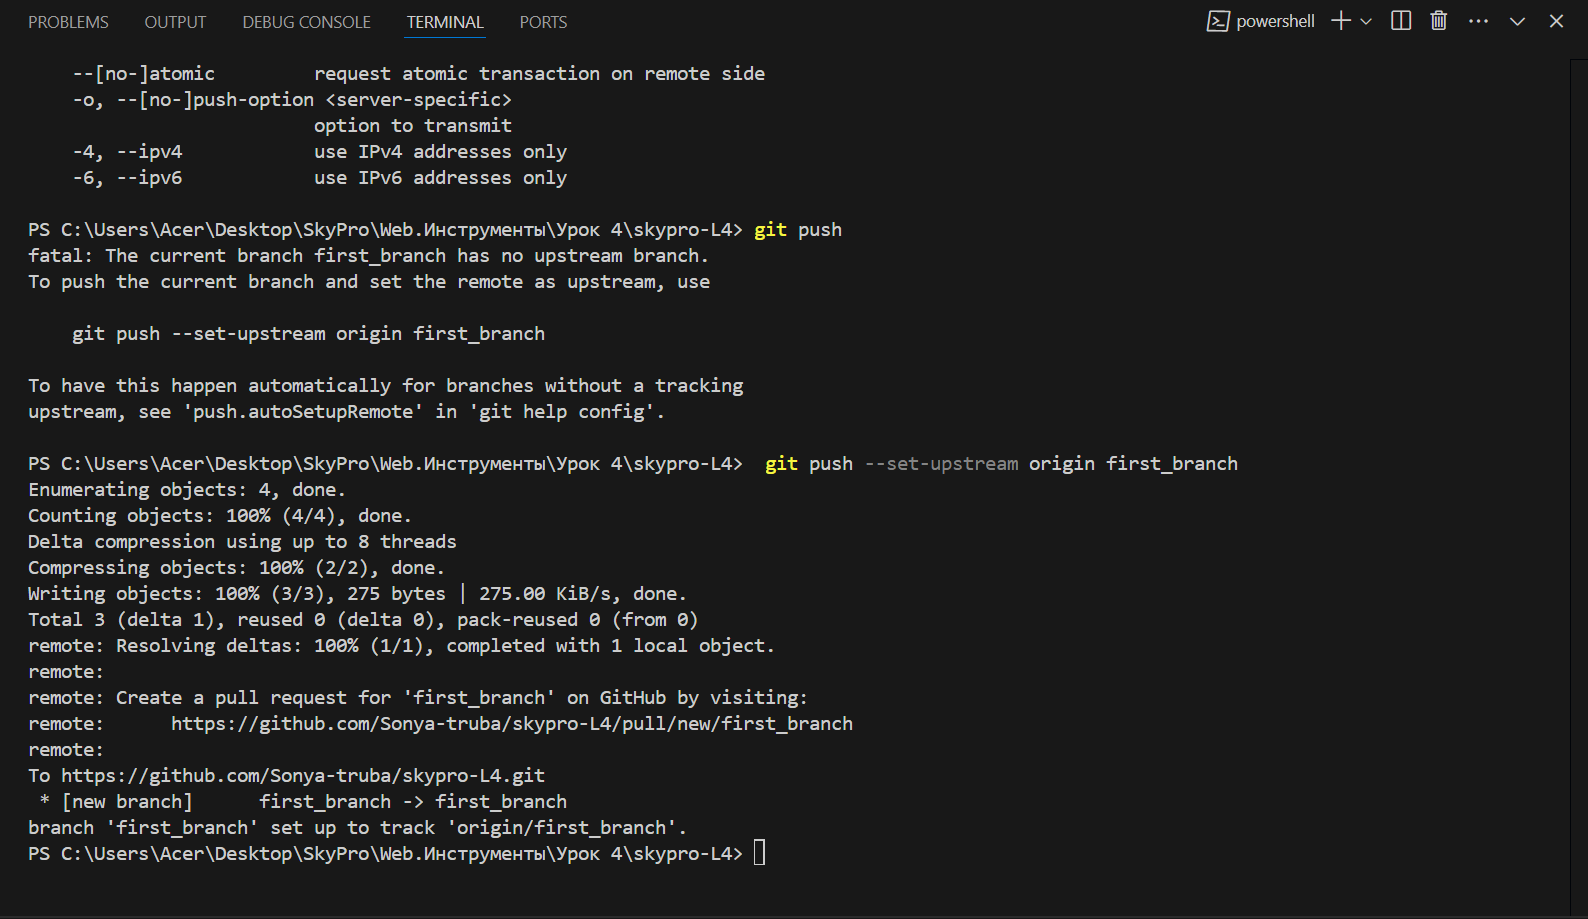 PROBLEMS OUTPUT DEBUG CONSOLE TERMINAL PORTS powershell
--[no-]atomic request atomic transaction on remote side
-o, --[no-]push-option <server-specific>
option to transmit
-4, --ipv4 use IPv4 addresses only
-6, --ipv6 use IPv6 addresses only
PS C:\Users\Acer\Desktop\SkyPro\Web.Инструменты\Урок 4\skypro-L4> git push
fatal: The current branch first_branch has no upstream branch.
To push the current branch and set the remote as upstream, use
git push --set-upstream origin first_branch
To have this happen automatically for branches without a tracking
upstream, see 'push.autoSetupRemote' in 'git help config'.
PS C:\Users\Acer\Desktop\SkyPro\Web.Инструменты\Урок 4\skypro-L4>  git push --set-upstream origin first_branch
Enumerating objects: 4, done.
Counting objects: 100% (4/4), done.
Delta compression using up to 8 threads
Compressing objects: 100% (2/2), done.
Writing objects: 100% (3/3), 275 bytes | 275.00 KiB/s, done.
Total 3 (delta 1), reused 0 (delta 0), pack-reused 0 (from 0)
remote: Resolving deltas: 100% (1/1), completed with 1 local object.
remote:
remote: Create a pull request for 'first_branch' on GitHub by visiting:
remote:      https://github.com/Sonya-truba/skypro-L4/pull/new/first_branch
remote:
To https://github.com/Sonya-truba/skypro-L4.git
* [new branch]      first_branch -> first_branch
branch 'first_branch' set up to track 'origin/first_branch'.
PS C:\Users\Acer\Desktop\SkyPro\Web.Инструменты\Урок 4\skypro-L4>